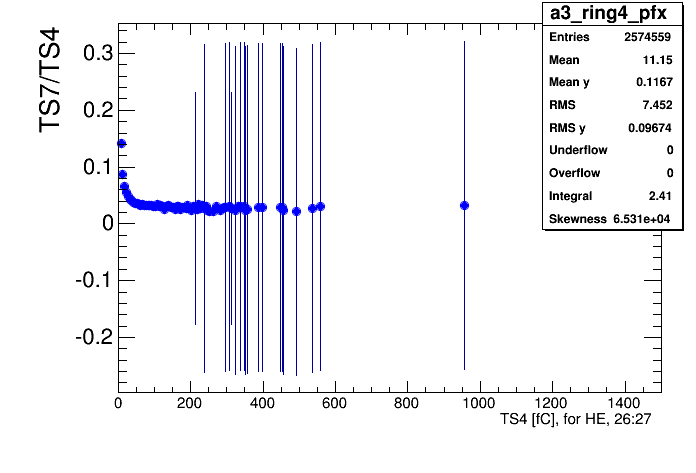 a3_ring4_pfx
Entries 2574559
Mean 11.15
Mean y 0.1167
RMS 7.452
RMS y 0.09674
Underflow 0
Overflow 0
Integral 2.41
Skewness 6.531e+04
TS7/TS4
0.3
0.2
0.1
0
-0.1
-0.2
0 200 400 600 800 1000 1200 1400
TS4 [fC], for HE, 26:27